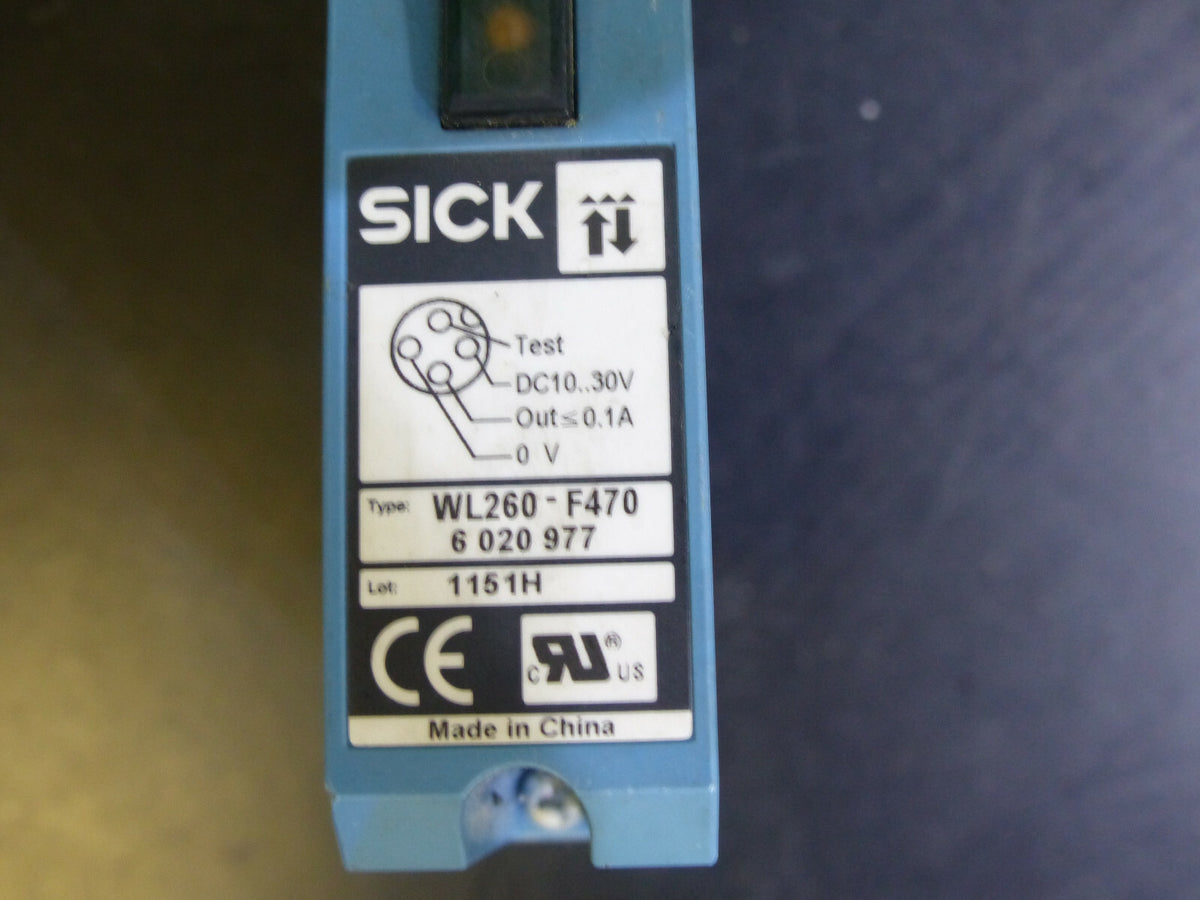 SICK
Test
DC10..30V
Out ≤ 0.1A
0 V
Type: WL260-F470
6 020 977
Lot: 1151H
CE
c RU® US
Made in China